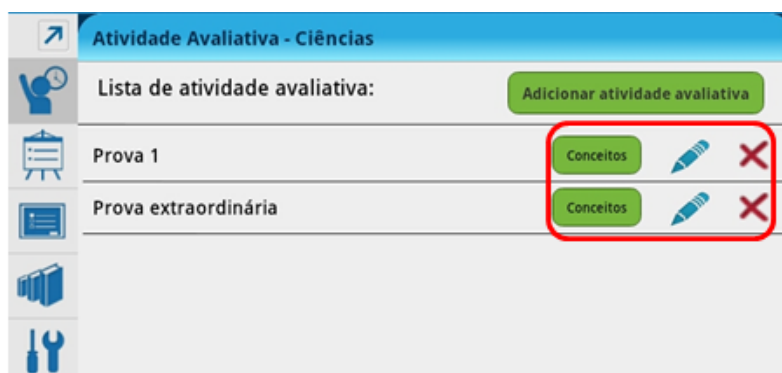 Atividade Avaliativa - Ciências
Lista de atividade avaliativa:
Adicionar atividade avaliativa
Prova 1
Conceitos
Prova extraordinária
Conceitos